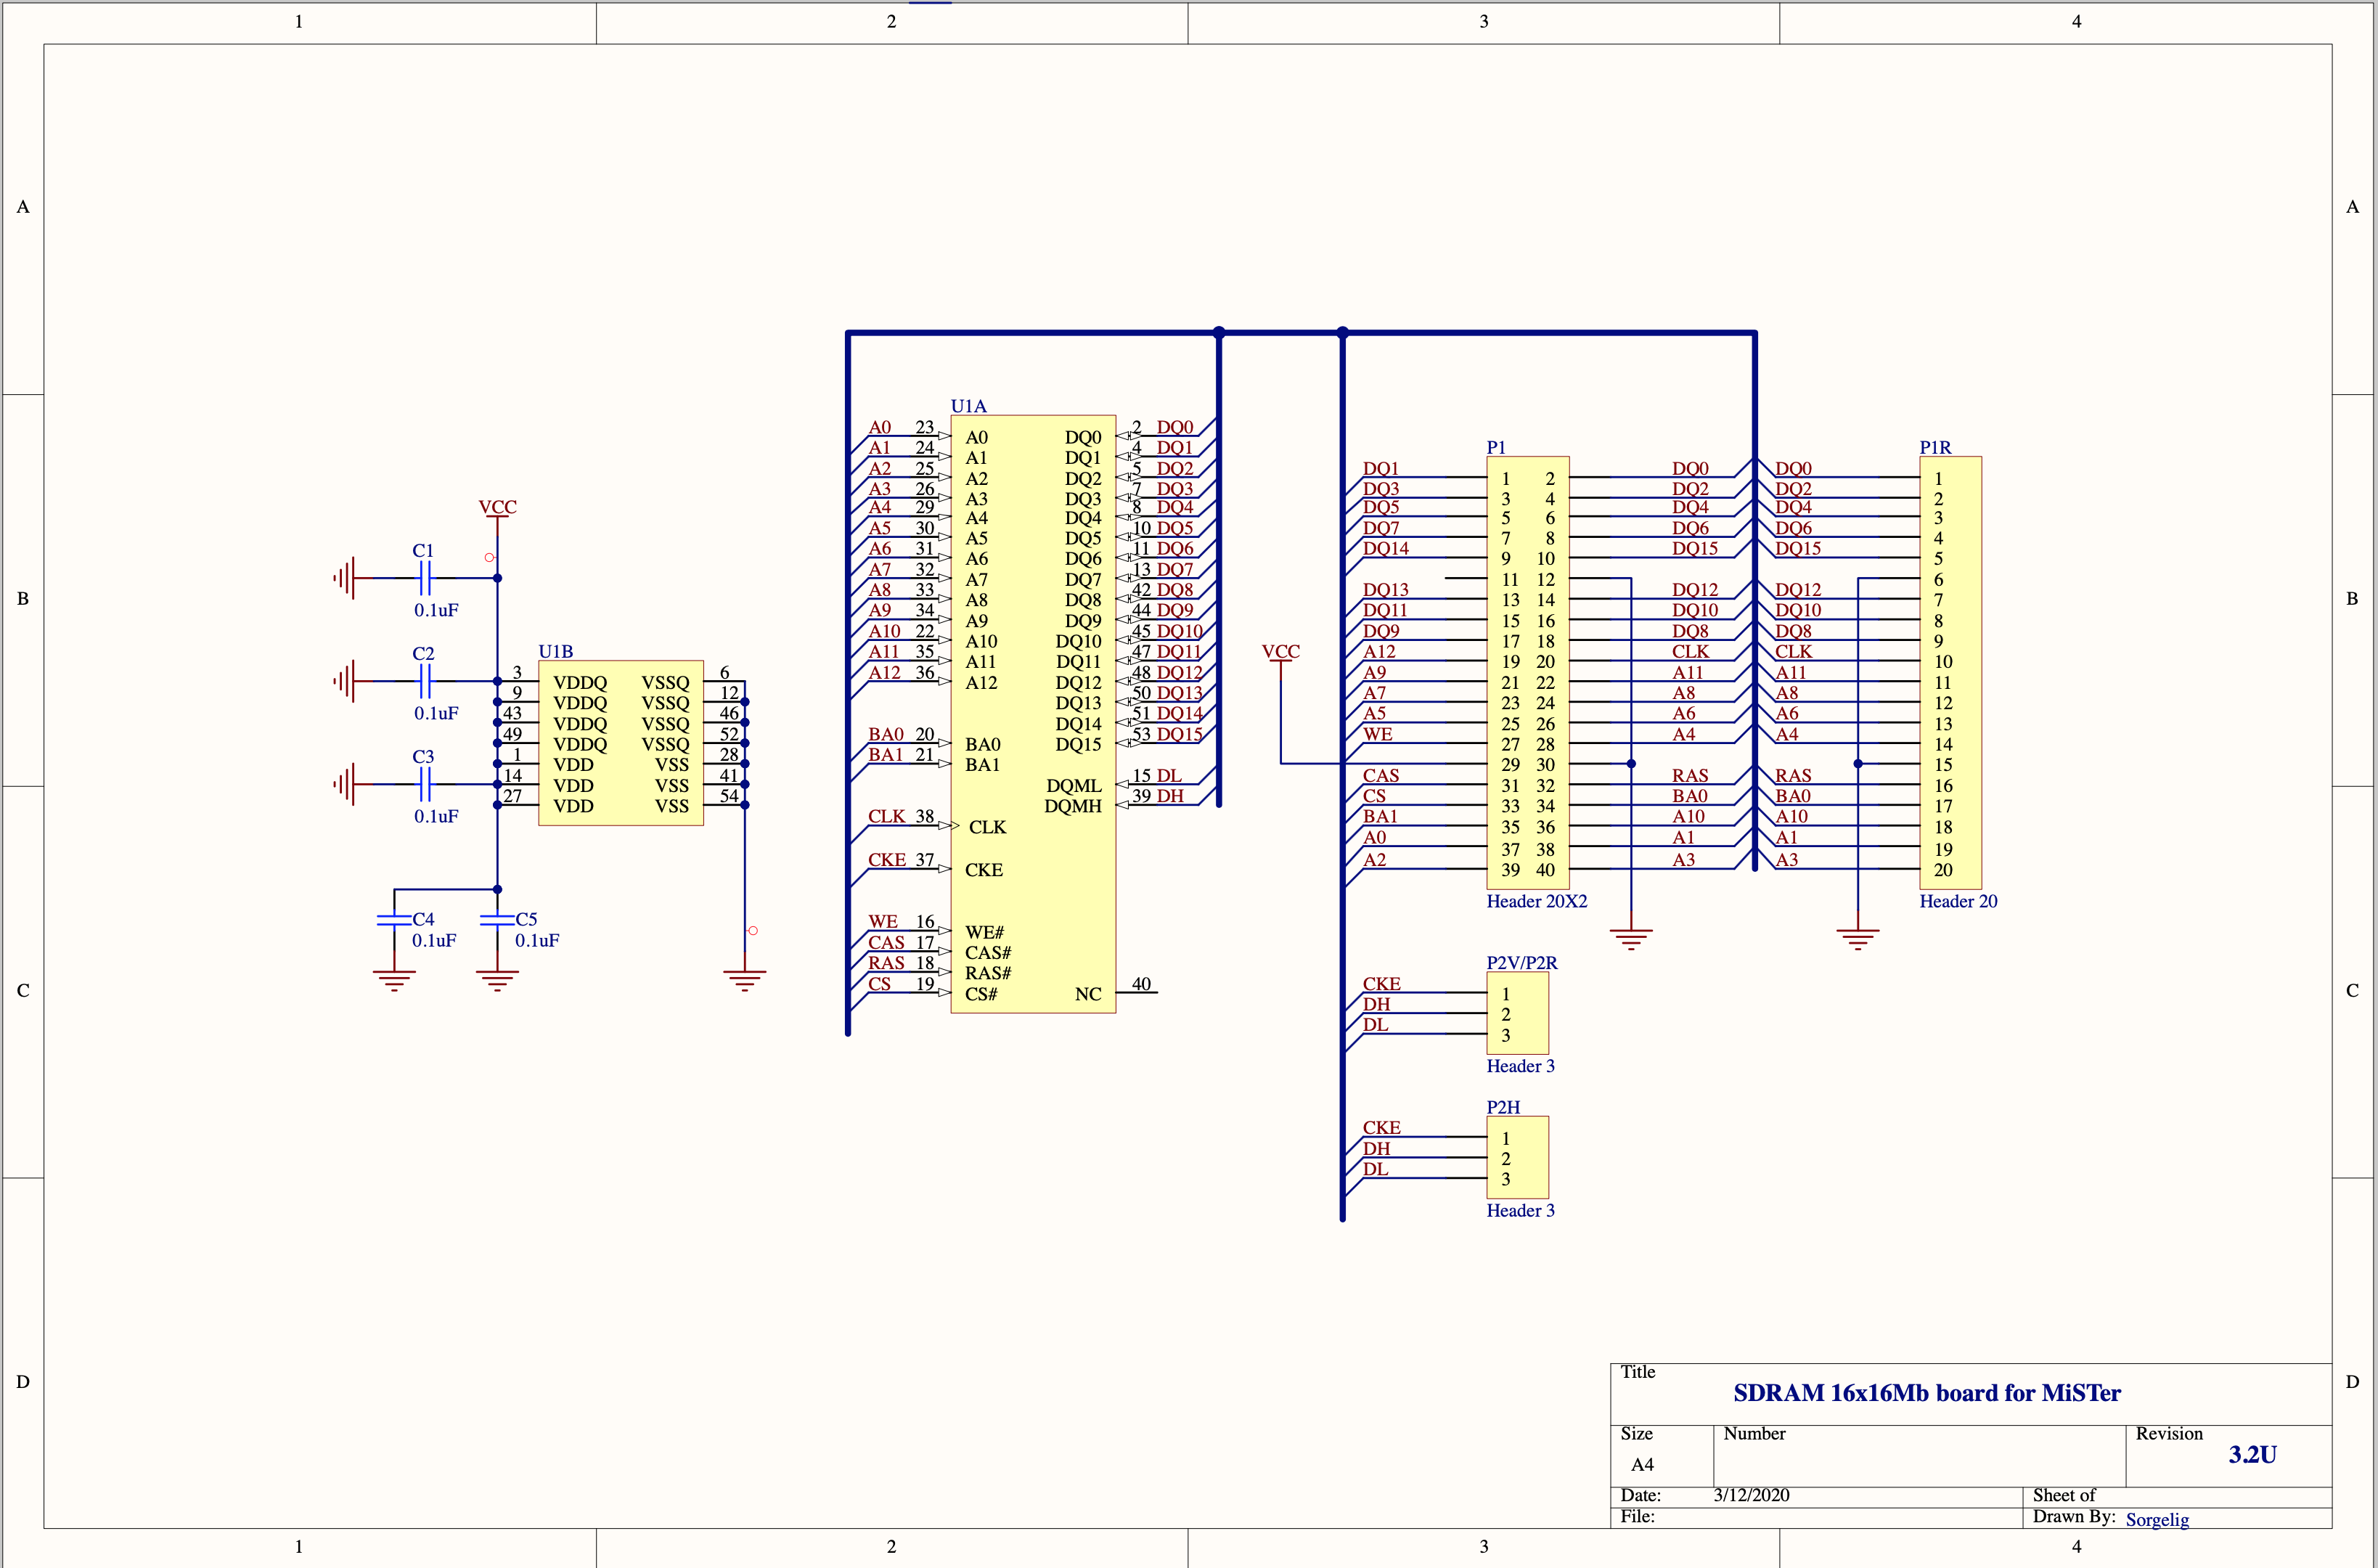 1 2 3 4
A A
B B
C C
D D
VCC
C1
0.1uF
C2
0.1uF
C3
0.1uF
C4
0.1uF
C5
0.1uF
U1B
3 VDDQ VSSQ 6
9 VDDQ VSSQ 12
43 VDDQ VSSQ 46
49 VDDQ VSSQ 52
1 VDD VSS 28
14 VDD VSS 41
27 VDD VSS 54
U1A
A0 23 A0 DQ0 2 DQ0
A1 24 A1 DQ1 4 DQ1
A2 25 A2 DQ2 5 DQ2
A3 26 A3 DQ3 7 DQ3
A4 29 A4 DQ4 8 DQ4
A5 30 A5 DQ5 10 DQ5
A6 31 A6 DQ6 11 DQ6
A7 32 A7 DQ7 13 DQ7
A8 33 A8 DQ8 42 DQ8
A9 34 A9 DQ9 44 DQ9
A10 22 A10 DQ10 45 DQ10
A11 35 A11 DQ11 47 DQ11
A12 36 A12 DQ12 48 DQ12
DQ13 50 DQ13
DQ14 51 DQ14
BA0 20 BA0 DQ15 53 DQ15
BA1 21 BA1
DQML 15 DL
DQMH 39 DH
CLK 38 CLK
CKE 37 CKE
WE 16 WE#
CAS 17 CAS#
RAS 18 RAS#
CS 19 CS# NC 40
VCC
P1
DQ1 1 2 DQ0
DQ3 3 4 DQ2
DQ5 5 6 DQ4
DQ7 7 8 DQ6
DQ14 9 10 DQ15
11 12
DQ13 13 14 DQ12
DQ11 15 16 DQ10
DQ9 17 18 DQ8
A12 19 20 CLK
A9 21 22 A11
A7 23 24 A8
A5 25 26 A6
WE 27 28 A4
29 30
CAS 31 32 RAS
CS 33 34 BA0
BA1 35 36 A10
A0 37 38 A1
A2 39 40 A3
Header 20X2
P1R
DQ0 1
DQ2 2
DQ4 3
DQ6 4
DQ15 5
6
DQ12 7
DQ10 8
DQ8 9
CLK 10
A11 11
A8 12
A6 13
A4 14
15
RAS 16
BA0 17
A10 18
A1 19
A3 20
Header 20
P2V/P2R
CKE 1
DH 2
DL 3
Header 3
P2H
CKE 1
DH 2
DL 3
Header 3
Title
SDRAM 16x16Mb board for MiSTer
Size Number Revision
A4 3.2U
Date: 3/12/2020 Sheet of
File: Drawn By: Sorgelig
1 2 3 4